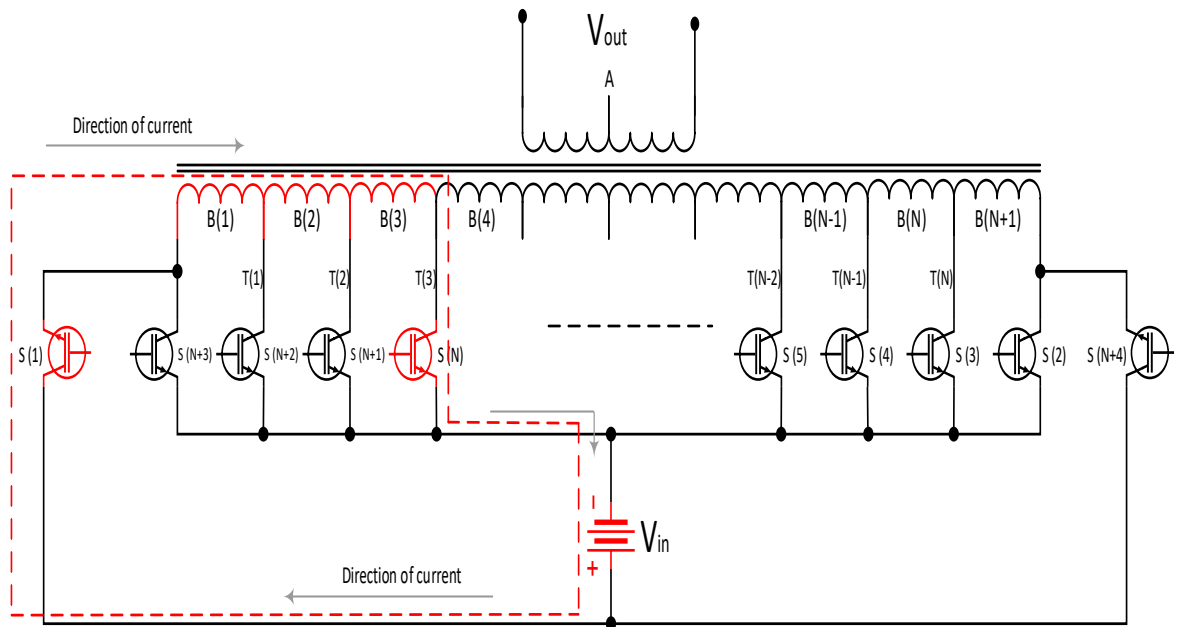 Vout
A
Direction of current
B(1) B(2) B(3) B(4) B(N-1) B(N) B(N+1)
T(1) T(2) T(3) T(N-2) T(N-1) T(N)
S (1) S (N+3) S (N+2) S (N+1) S (N) S (5) S (4) S (3) S (2) S (N+4)
-
Vin
+
Direction of current